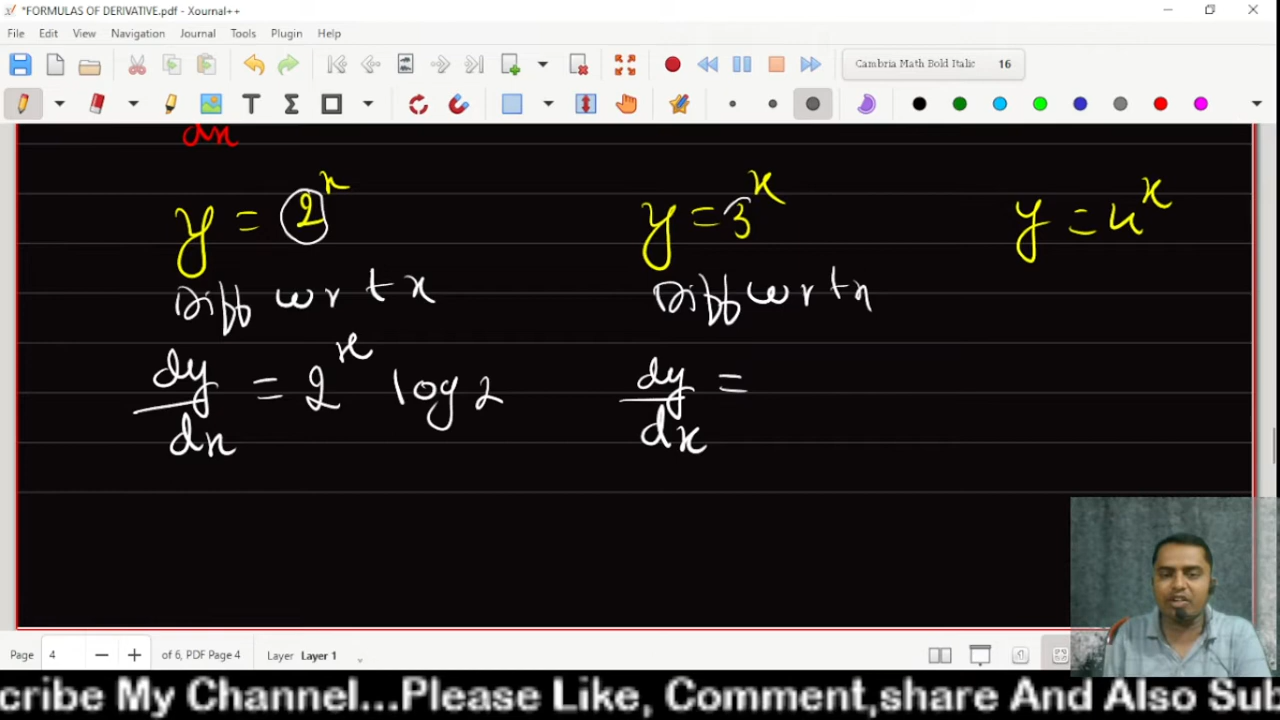 *FORMULAS OF DERIVATIVE.pdf - Xournal++
File Edit View Navigation Journal Tools Plugin Help
Cambria Math Bold Italic 16
dx
y = 2^x y = 3^x y = 4^x
Diff w r t x Diff w r t x
dy/dx = 2^x log 2 dy/dx =
Page 4 of 6, PDF Page 4 Layer Layer 1
cribe My Channel...Please Like, Comment,share And Also Sub